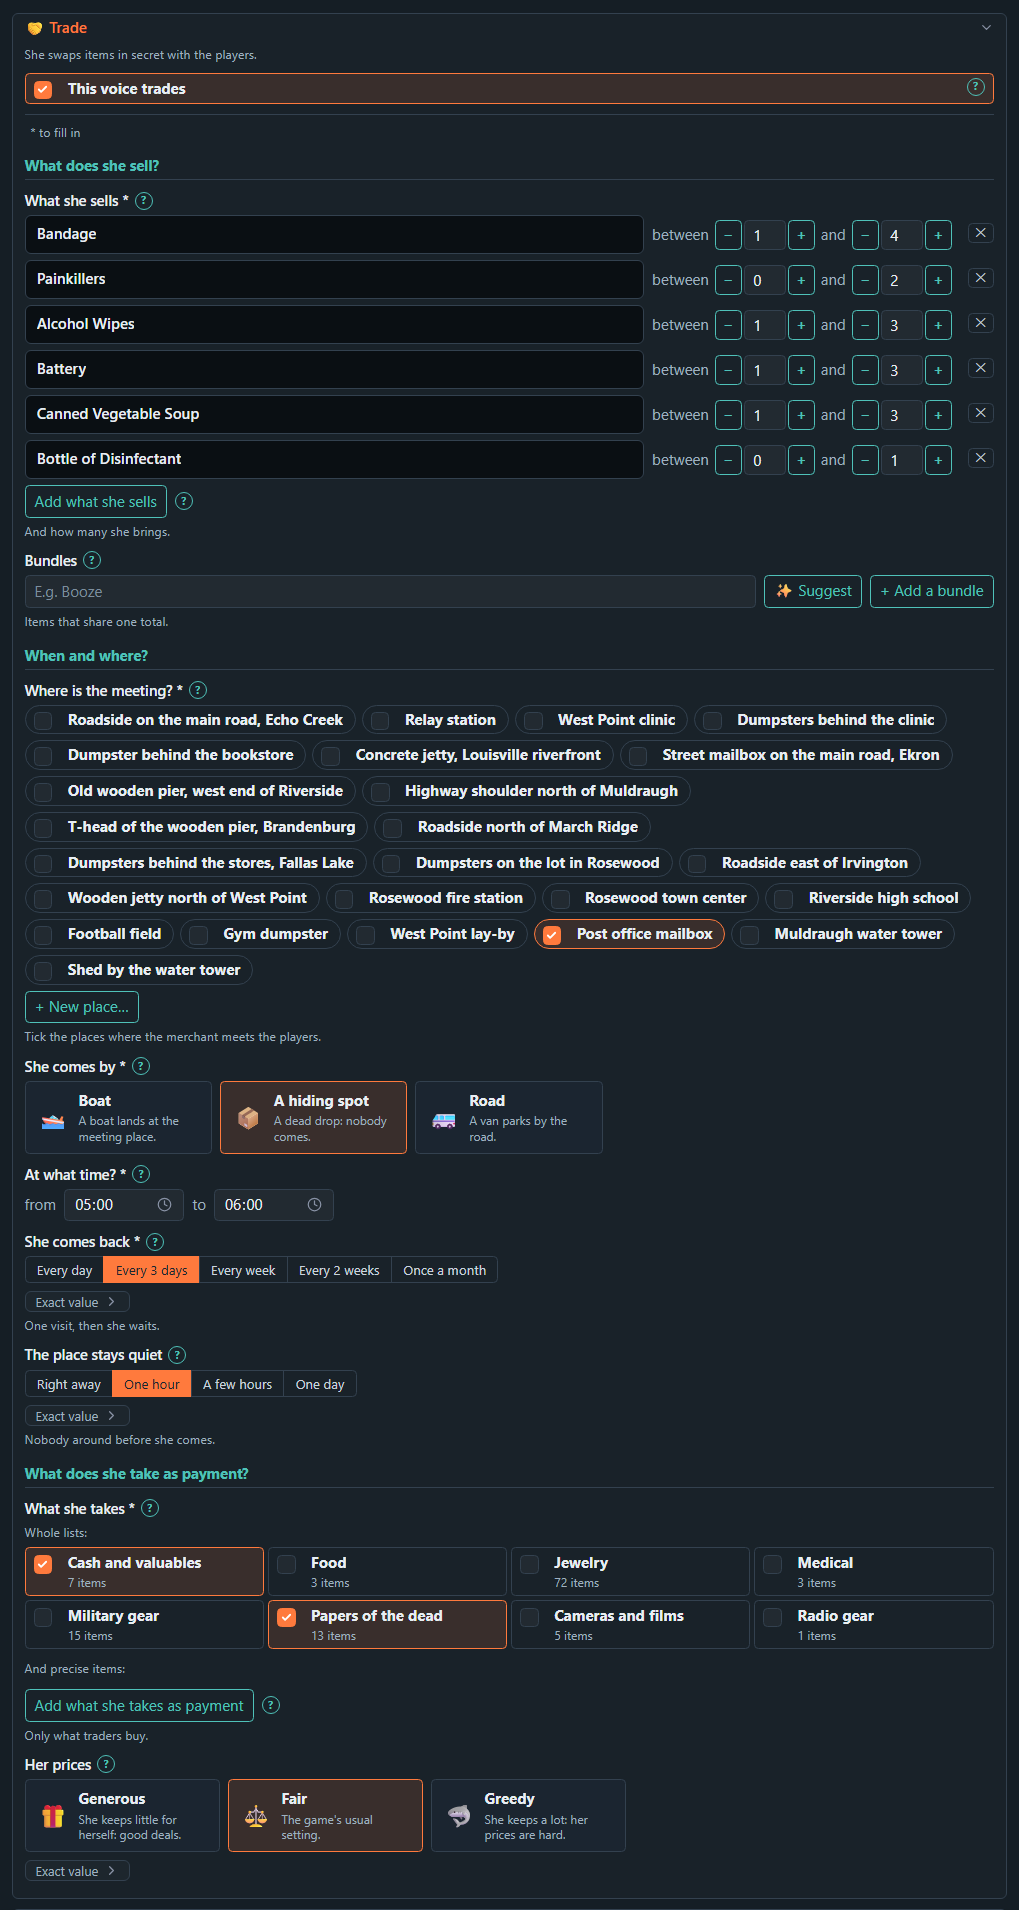 Trade
She swaps items in secret with the players.
This voice trades ?
* to fill in
What does she sell?
What she sells * ?
Bandage between − 1 + and − 4 + ×
Painkillers between − 0 + and − 2 + ×
Alcohol Wipes between − 1 + and − 3 + ×
Battery between − 1 + and − 3 + ×
Canned Vegetable Soup between − 1 + and − 3 + ×
Bottle of Disinfectant between − 0 + and − 1 + ×
Add what she sells ?
And how many she brings.
Bundles ?
E.g. Booze Suggest + Add a bundle
Items that share one total.
When and where?
Where is the meeting? * ?
Roadside on the main road, Echo Creek Relay station West Point clinic Dumpsters behind the clinic
Dumpster behind the bookstore Concrete jetty, Louisville riverfront Street mailbox on the main road, Ekron
Old wooden pier, west end of Riverside Highway shoulder north of Muldraugh
T-head of the wooden pier, Brandenburg Roadside north of March Ridge
Dumpsters behind the stores, Fallas Lake Dumpsters on the lot in Rosewood Roadside east of Irvington
Wooden jetty north of West Point Rosewood fire station Rosewood town center Riverside high school
Football field Gym dumpster West Point lay-by Post office mailbox Muldraugh water tower
Shed by the water tower
+ New place...
Tick the places where the merchant meets the players.
She comes by * ?
Boat A hiding spot Road
A boat lands at the A dead drop: nobody A van parks by the
meeting place. comes. road.
At what time? * ?
from 05:00 to 06:00
She comes back * ?
Every day Every 3 days Every week Every 2 weeks Once a month
Exact value >
One visit, then she waits.
The place stays quiet ?
Right away One hour A few hours One day
Exact value >
Nobody around before she comes.
What does she take as payment?
What she takes * ?
Whole lists:
Cash and valuables Food Jewelry Medical
7 items 3 items 72 items 3 items
Military gear Papers of the dead Cameras and films Radio gear
15 items 13 items 5 items 1 items
And precise items:
Add what she takes as payment ?
Only what traders buy.
Her prices ?
Generous Fair Greedy
She keeps little for The game's usual She keeps a lot: her
herself: good deals. setting. prices are hard.
Exact value >